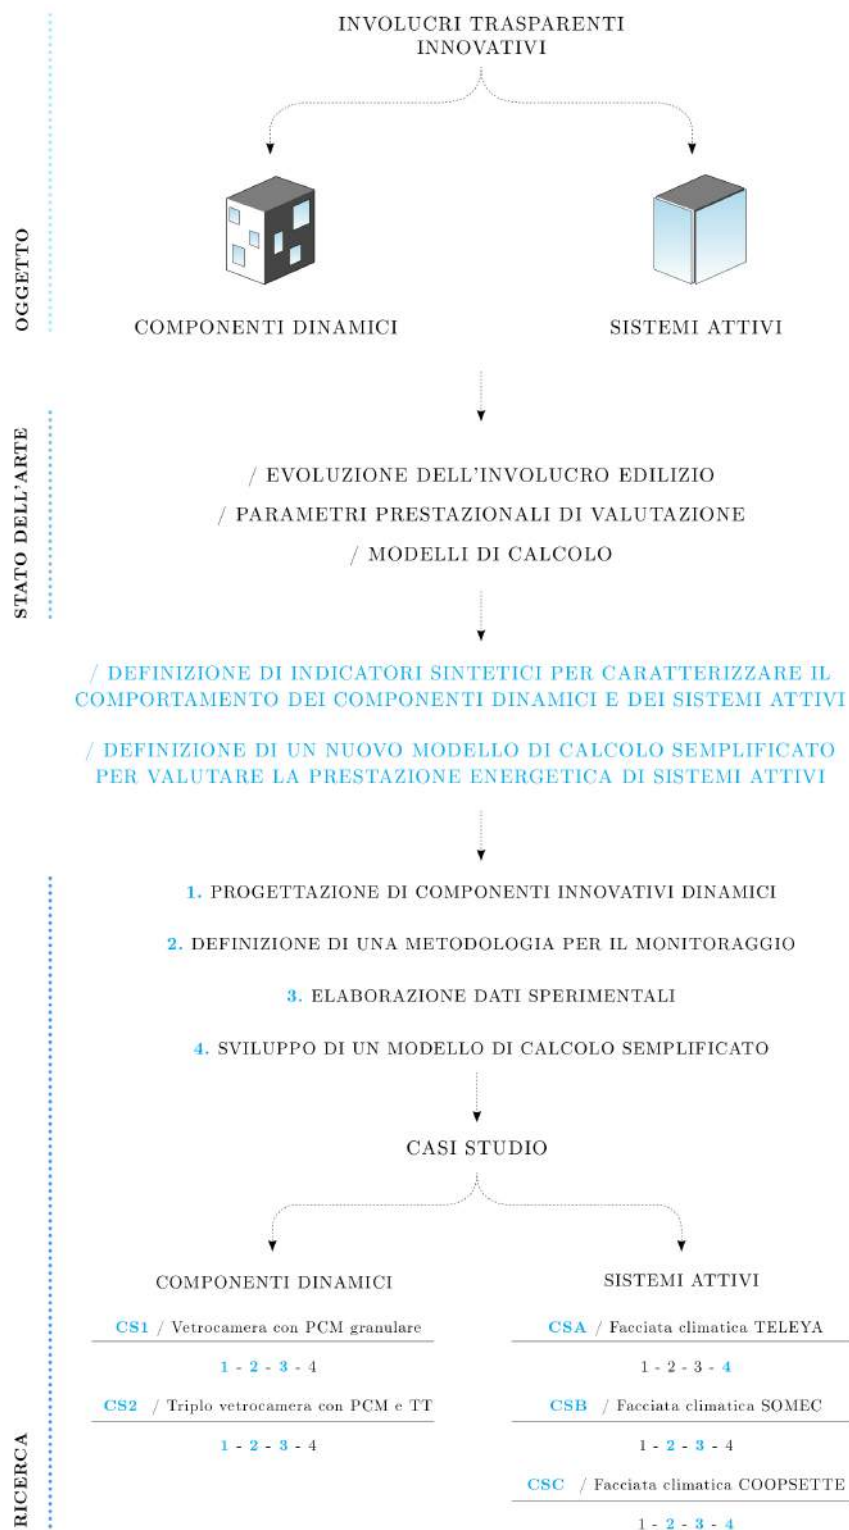 INVOLUCRI TRASPARENTI
INNOVATIVI
OGGETTO
COMPONENTI DINAMICI
SISTEMI ATTIVI
STATO DELL'ARTE
/ EVOLUZIONE DELL'INVOLUCRO EDILIZIO
/ PARAMETRI PRESTAZIONALI DI VALUTAZIONE
/ MODELLI DI CALCOLO
/ DEFINIZIONE DI INDICATORI SINTETICI PER CARATTERIZZARE IL
COMPORTAMENTO DEI COMPONENTI DINAMICI E DEI SISTEMI ATTIVI
/ DEFINIZIONE DI UN NUOVO MODELLO DI CALCOLO SEMPLIFICATO
PER VALUTARE LA PRESTAZIONE ENERGETICA DI SISTEMI ATTIVI
RICERCA
1. PROGETTAZIONE DI COMPONENTI INNOVATIVI DINAMICI
2. DEFINIZIONE DI UNA METODOLOGIA PER IL MONITORAGGIO
3. ELABORAZIONE DATI SPERIMENTALI
4. SVILUPPO DI UN MODELLO DI CALCOLO SEMPLIFICATO
CASI STUDIO
COMPONENTI DINAMICI
CS1 / Vetrocamera con PCM granulare
1 - 2 - 3 - 4
CS2 / Triplo vetrocamera con PCM e TT
1 - 2 - 3 - 4
SISTEMI ATTIVI
CSA / Facciata climatica TELEYA
1 - 2 - 3 - 4
CSB / Facciata climatica SOMEC
1 - 2 - 3 - 4
CSC / Facciata climatica COOPSETTE
1 - 2 - 3 - 4